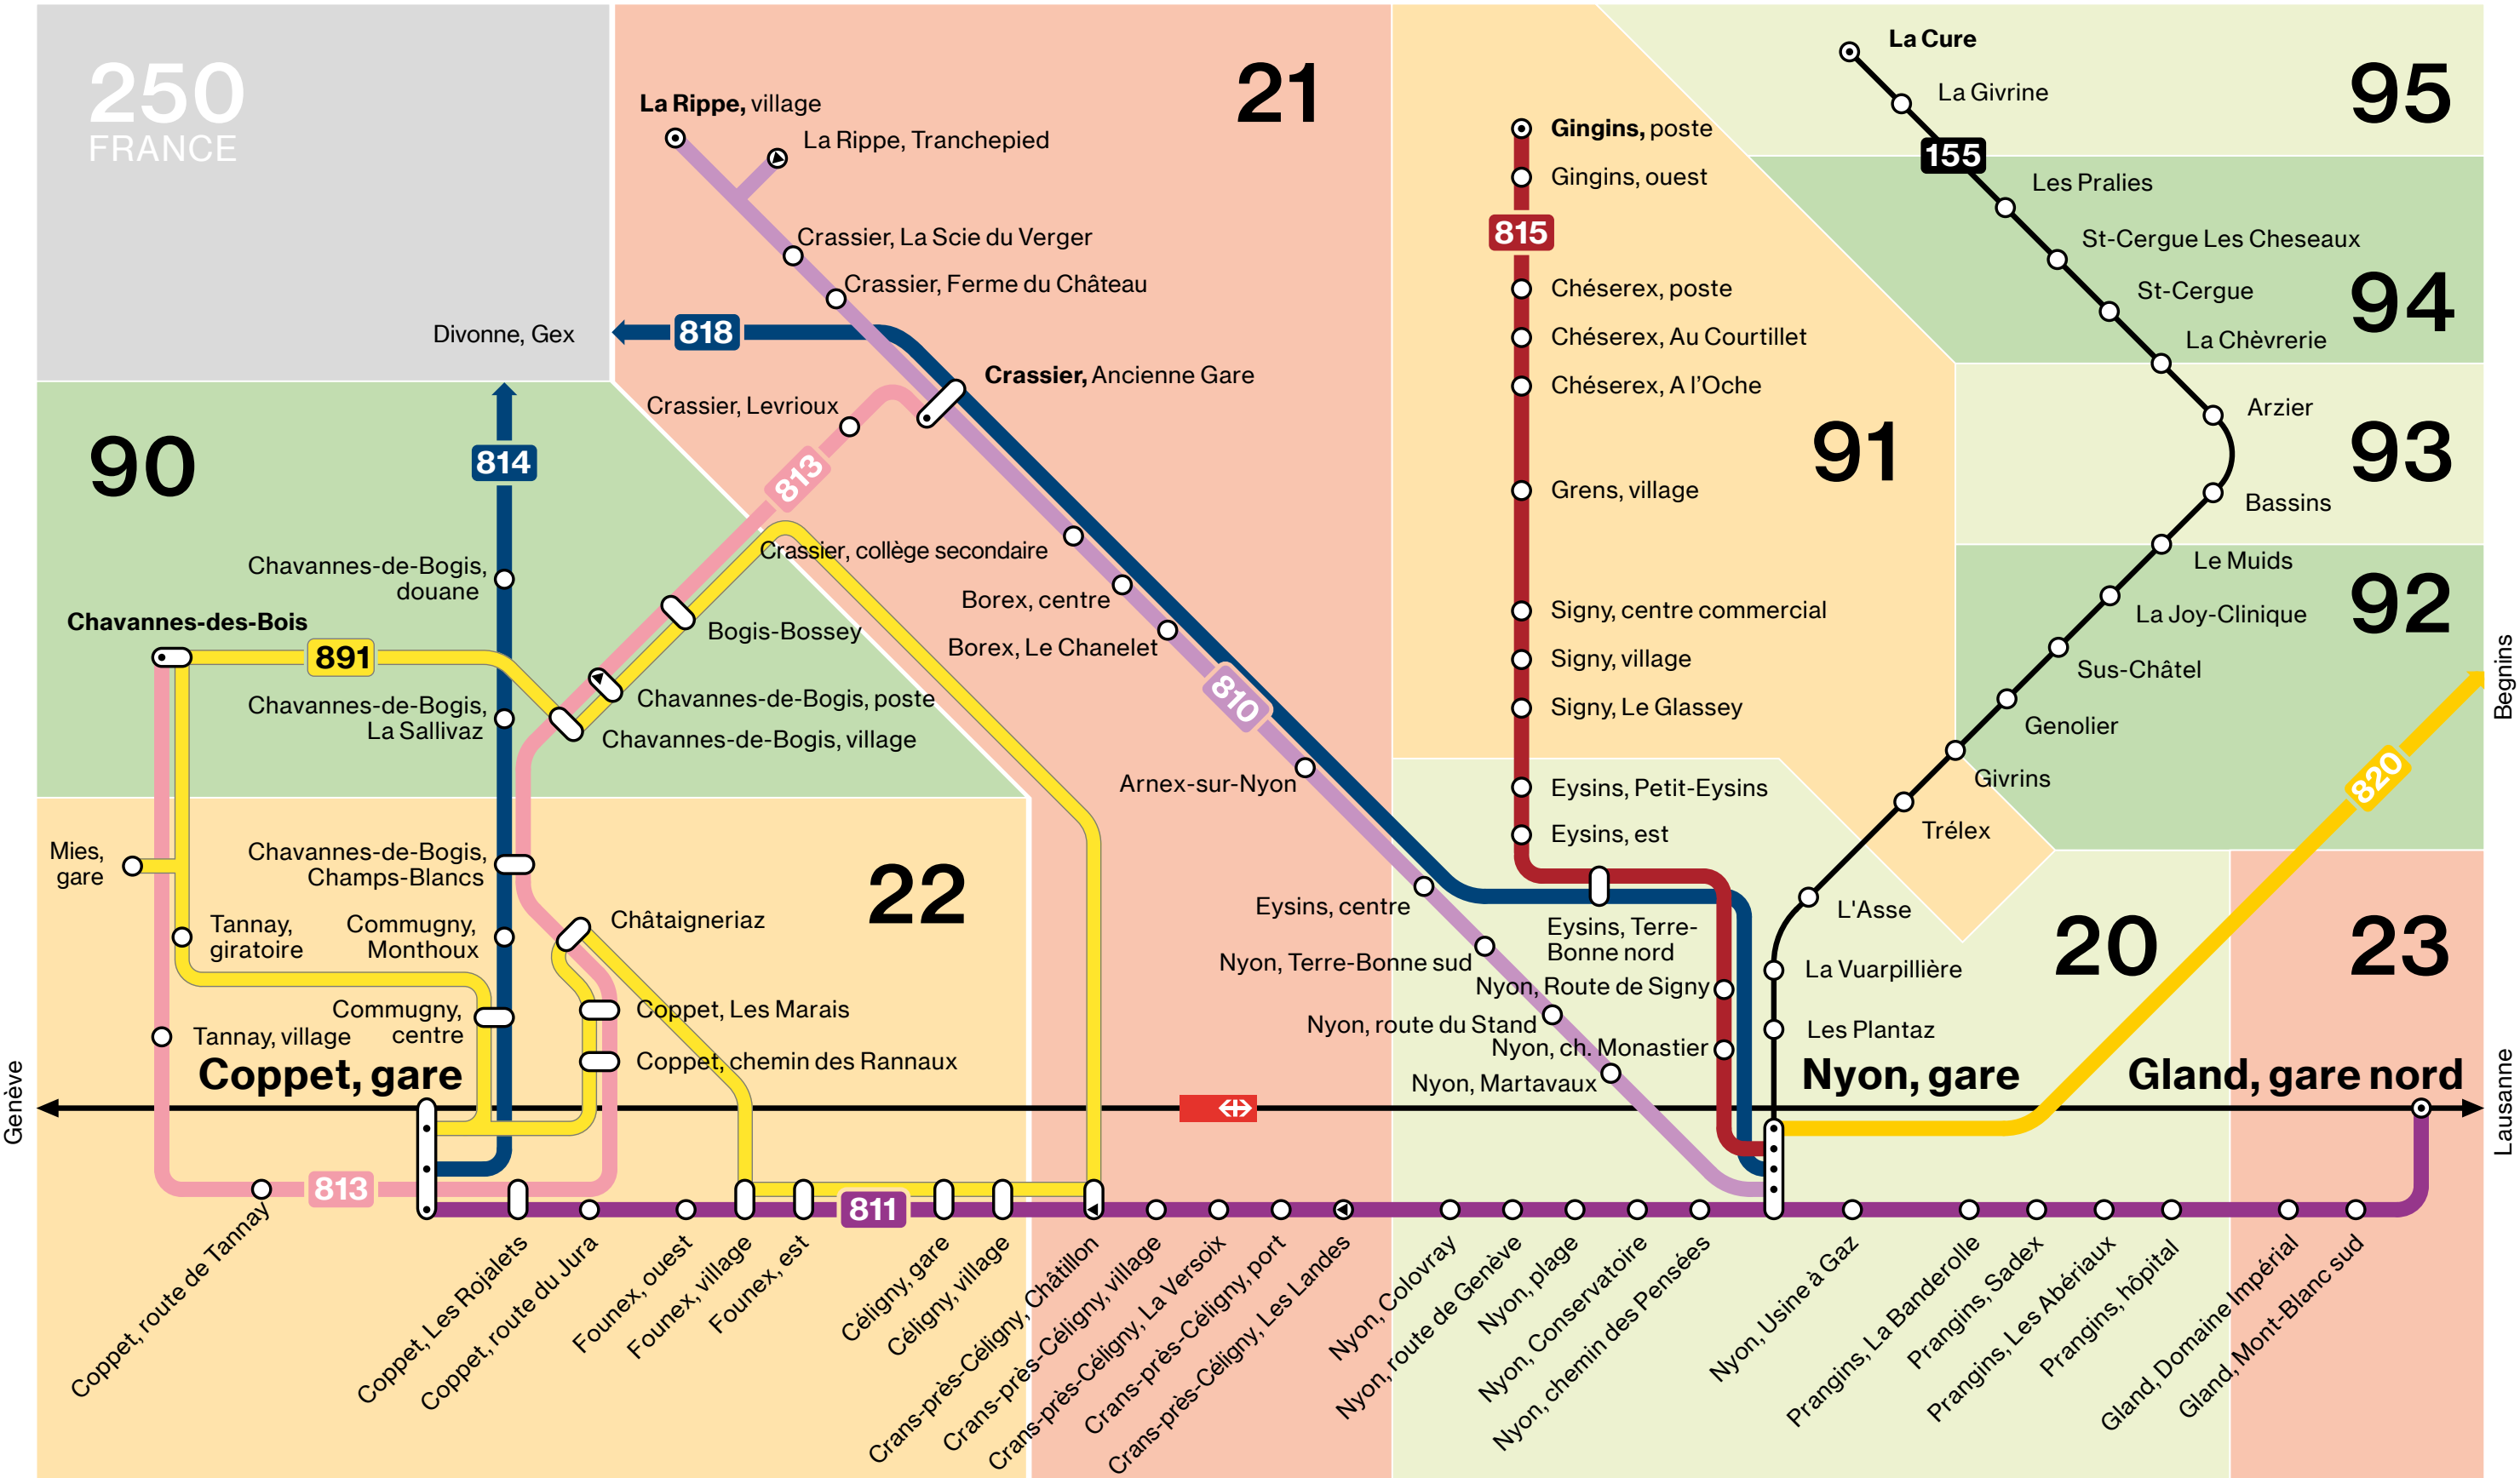 250
FRANCE
21
95
La Cure
La Givrine
155
La Rippe, village
La Rippe, Tranchepied
Gingins, poste
Gingins, ouest
815
Les Pralies
St-Cergue Les Cheseaux
St-Cergue
94
La Chèvrerie
Crassier, La Scie du Verger
Crassier, Ferme du Château
Chéserex, poste
Chéserex, Au Courtillet
Chéserex, A l'Oche
Divonne, Gex
818
Crassier, Ancienne Gare
Crassier, Levrioux
90
814
813
91
93
Arzier
Bassins
Grens, village
Crassier, collège secondaire
Borex, centre
Borex, Le Chanelet
Le Muids
92
La Joy-Clinique
Sus-Châtel
Genolier
Givrins
Trélex
Chavannes-de-Bogis,
douane
Chavannes-des-Bois
891
Bogis-Bossey
Chavannes-de-Bogis, poste
Chavannes-de-Bogis, village
Chavannes-de-Bogis,
La Sallivaz
Signy, centre commercial
Signy, village
Signy, Le Glassey
810
Arnex-sur-Nyon
Eysins, Petit-Eysins
Eysins, est
820
Begnins
Mies,
gare
Chavannes-de-Bogis,
Champs-Blancs
22
Tannay,
giratoire
Commugny,
Monthoux
Châtaigneriaz
Eysins, centre
Eysins, Terre-
Bonne nord
L'Asse
20
23
Nyon, Terre-Bonne sud
Nyon, Route de Signy
La Vuarpillière
Commugny,
centre
Tannay, village
Coppet, Les Marais
Coppet, chemin des Rannaux
Nyon, route du Stand
Nyon, ch. Monastier
Nyon, Martavaux
Les Plantaz
Coppet, gare
Nyon, gare
Gland, gare nord
Genève
Lausanne
813
811
Coppet, route de Tannay
Coppet, Les Rojalets
Coppet, route du Jura
Founex, ouest
Founex, village
Founex, est
Céligny, gare
Céligny, village
Crans-près-Céligny, Châtillon
Crans-près-Céligny, village
Crans-près-Céligny, La Versoix
Crans-près-Céligny, port
Crans-près-Céligny, Les Landes
Nyon, Colovray
Nyon, route de Genève
Nyon, plage
Nyon, Conservatoire
Nyon, chemin des Pensées
Nyon, Usine à Gaz
Prangins, La Banderolle
Prangins, Sadex
Prangins, Les Abériaux
Prangins, hôpital
Gland, Domaine Impérial
Gland, Mont-Blanc sud